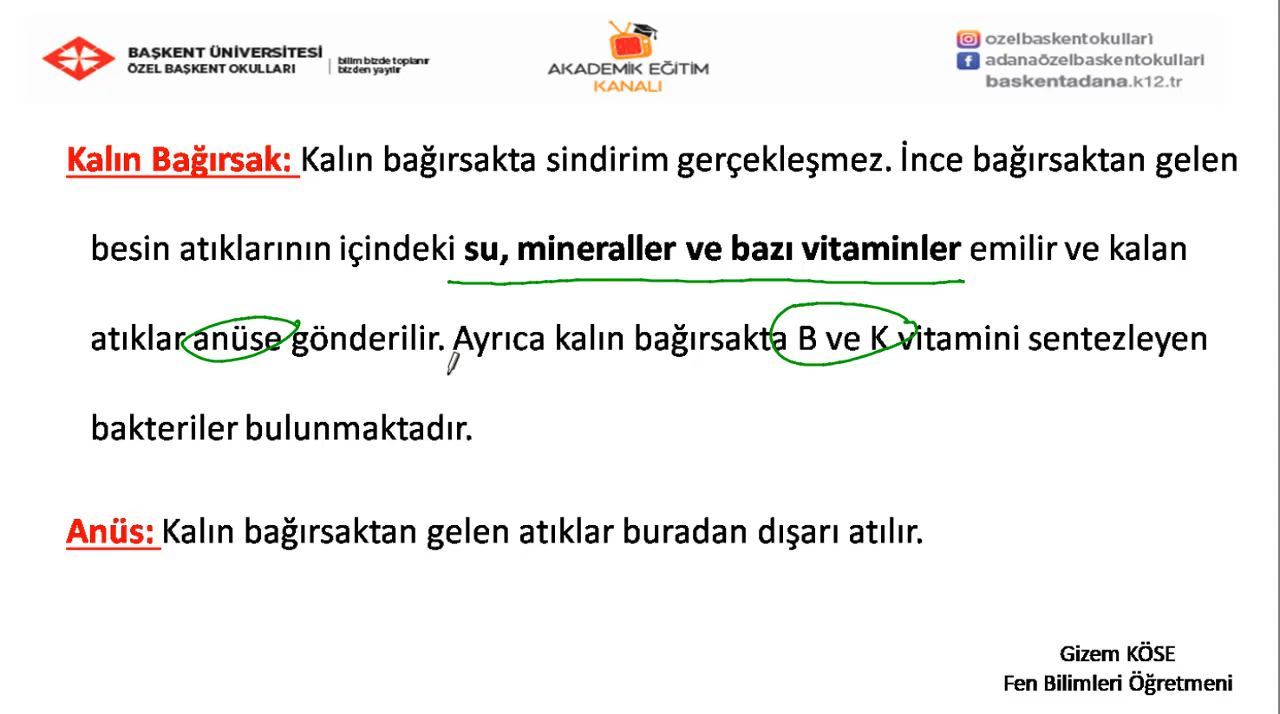 BAŞKENT ÜNİVERSİTESİ
ÖZEL BAŞKENT OKULLARI
bilim bizde toplanır
bizden yayılır
AKADEMİK EĞİTİM
KANALI
ozelbaskentokullari
adanaözelbaskentokullari
baskentadana.k12.tr
Kalın Bağırsak: Kalın bağırsakta sindirim gerçekleşmez. İnce bağırsaktan gelen
besin atıklarının içindeki su, mineraller ve bazı vitaminler emilir ve kalan
atıklar anüse gönderilir. Ayrıca kalın bağırsakta B ve K vitamini sentezleyen
bakteriler bulunmaktadır.
Anüs: Kalın bağırsaktan gelen atıklar buradan dışarı atılır.
Gizem KÖSE
Fen Bilimleri Öğretmeni